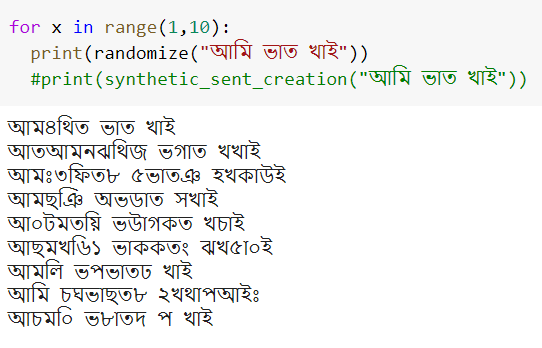 for x in range(1,10):
print(randomize("আমি ভাত খাই"))
#print(synthetic_sent_creation("আমি ভাত খাই"))
আম৪থিত ভাত খাই
আতআমনঝথিজ ভগাত খখাই
আমঃ৩ফিত৮ ৫ভাতঞ হখকাউই
আমছঞি অভডাত সখাই
আ০টমতয়ি ভউাগকত খচাই
আছমখঙি১ ভাককতং ঝখ৫া০ই
আমলি ভপভাতঢ খাই
আমি চঘভাছত৮ ২খথাপআইঃ
আচম০ি ভ৮াতদ প খাই